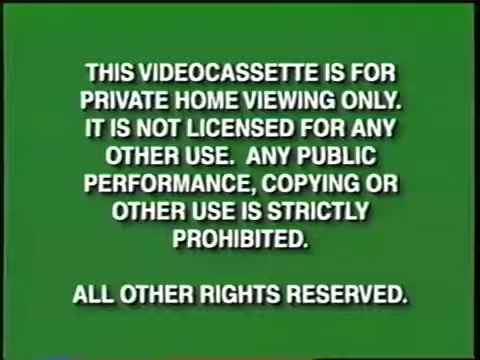 THIS VIDEOCASSETTE IS FOR
PRIVATE HOME VIEWING ONLY.
IT IS NOT LICENSED FOR ANY
OTHER USE.  ANY PUBLIC
PERFORMANCE, COPYING OR
OTHER USE IS STRICTLY
PROHIBITED.
ALL OTHER RIGHTS RESERVED.